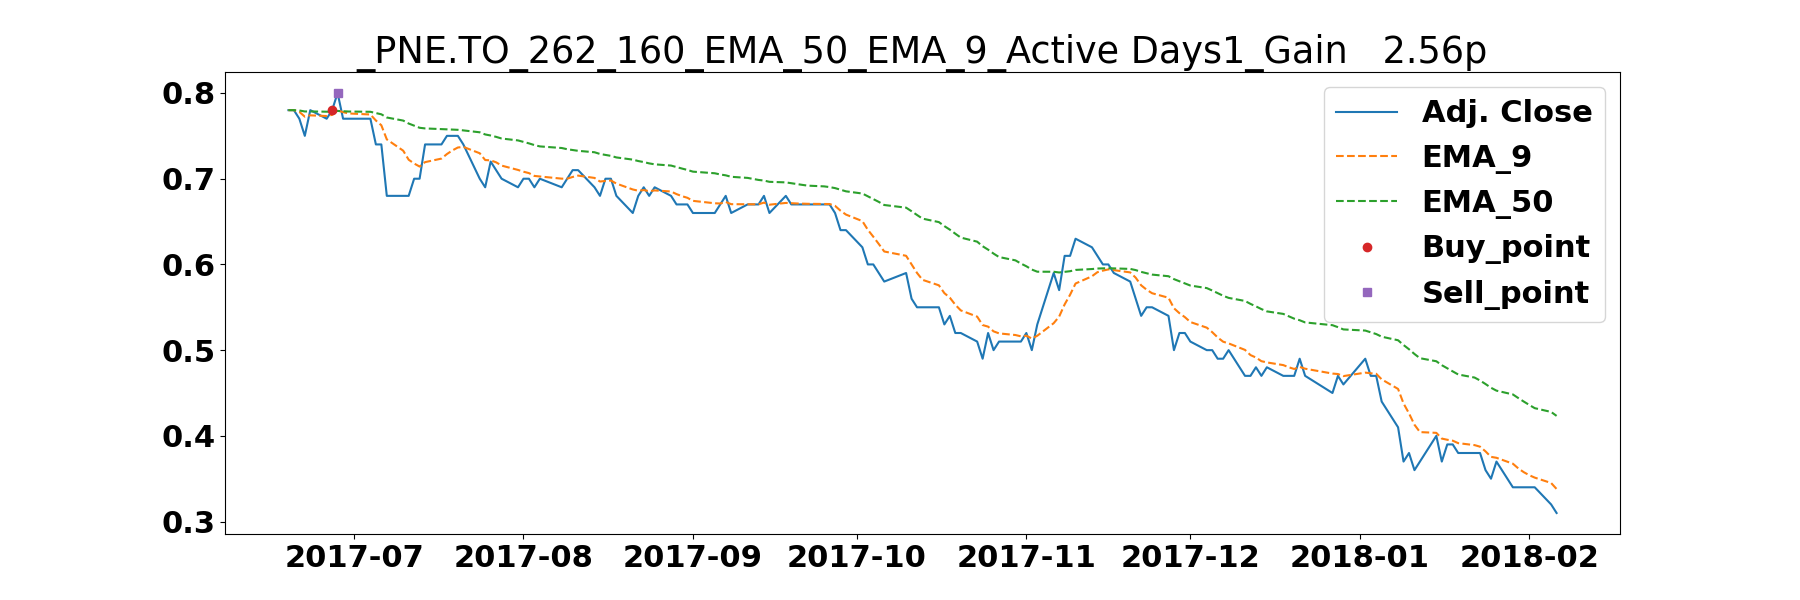 _PNE.TO_262_160_EMA_50_EMA_9_Active Days1_Gain   2.56p
0.8
0.7
0.6
0.5
0.4
0.3
Adj. Close
EMA_9
EMA_50
Buy_point
Sell_point
2017-07 2017-08 2017-09 2017-10 2017-11 2017-12 2018-01 2018-02